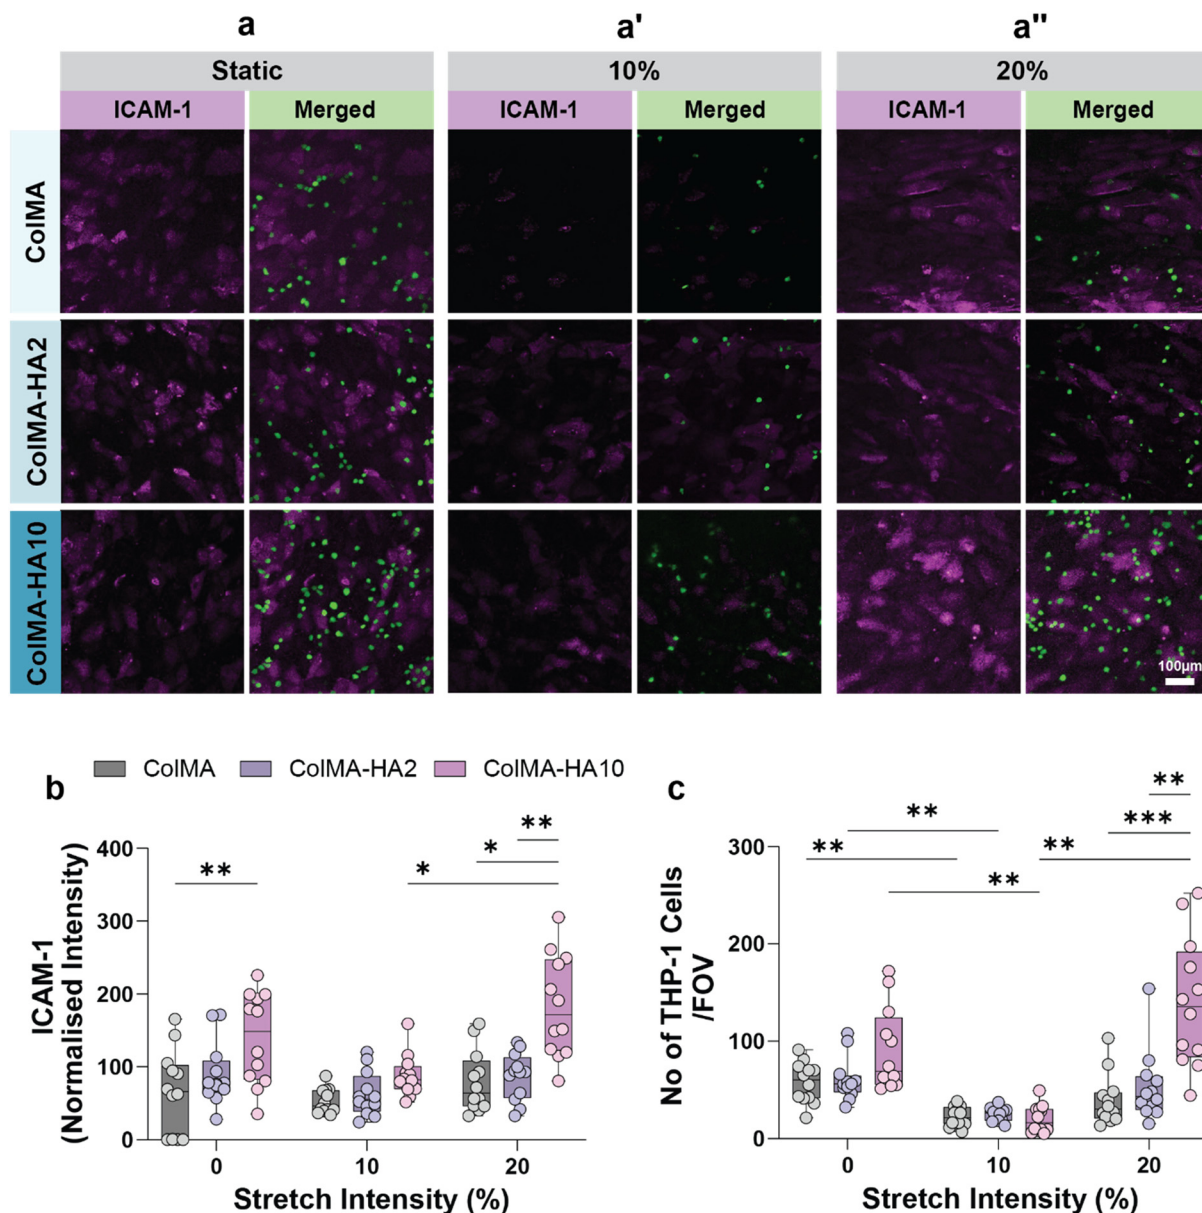 a a' a"
Static 10% 20%
ICAM-1 Merged ICAM-1 Merged ICAM-1 Merged
ColMA
ColMA-HA2
ColMA-HA10
100µm
ColMA ColMA-HA2 ColMA-HA10
b
ICAM-1
(Normalised Intensity)
400
300
200
100
0
** * * **
0 10 20
Stretch Intensity (%)
c
No of THP-1 Cells
/FOV
300
200
100
0
** ** ** ** *** **
0 10 20
Stretch Intensity (%)